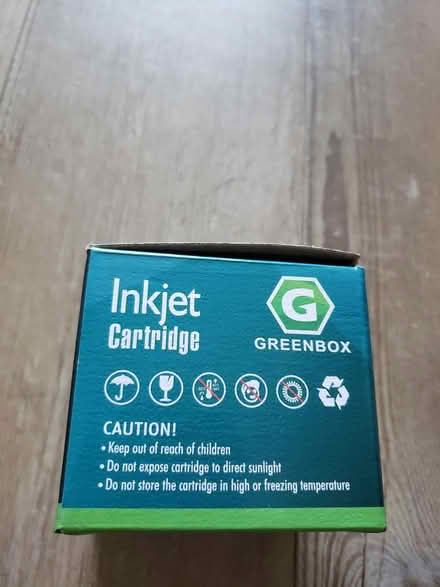 Inkjet
Cartridge
G
GREENBOX
CAUTION!
• Keep out of reach of children
• Do not expose cartridge to direct sunlight
• Do not store the cartridge in high or freezing temperature